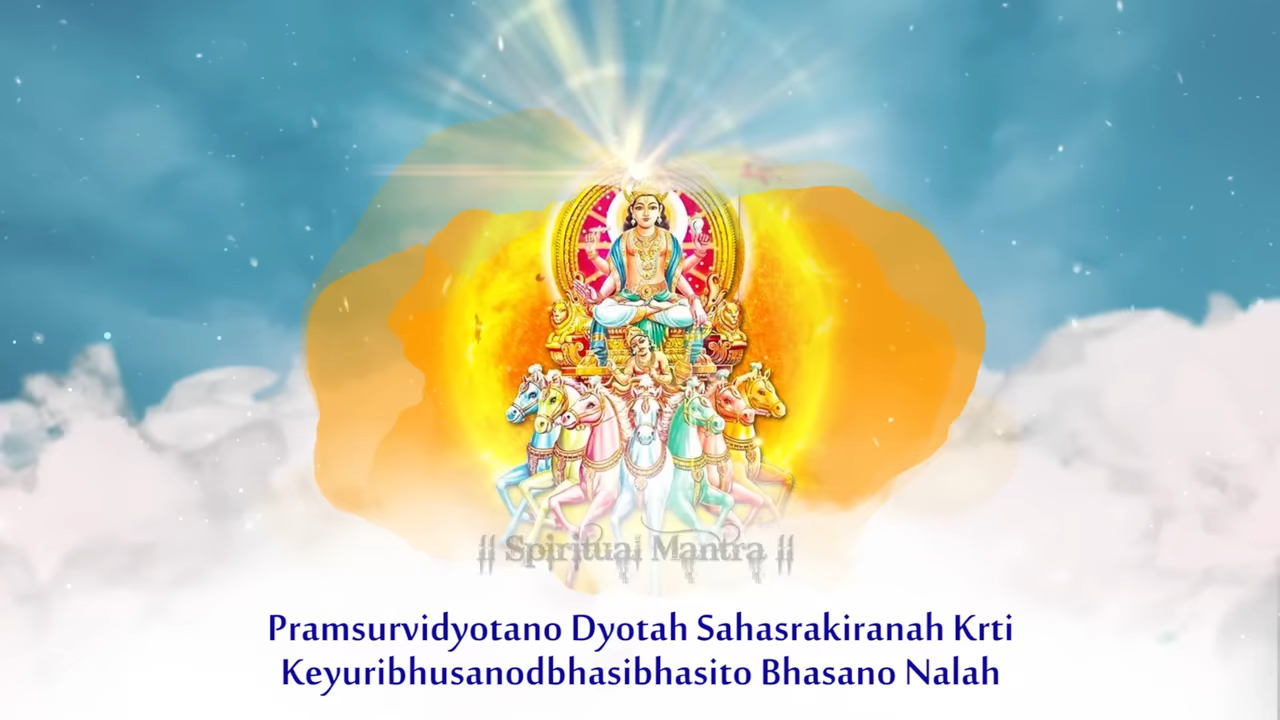 || Spiritual Mantra ||
Pramsurvidyotano Dyotah Sahasrakiranah Krti
Keyuribhusanodbhasibhasito Bhasano Nalah